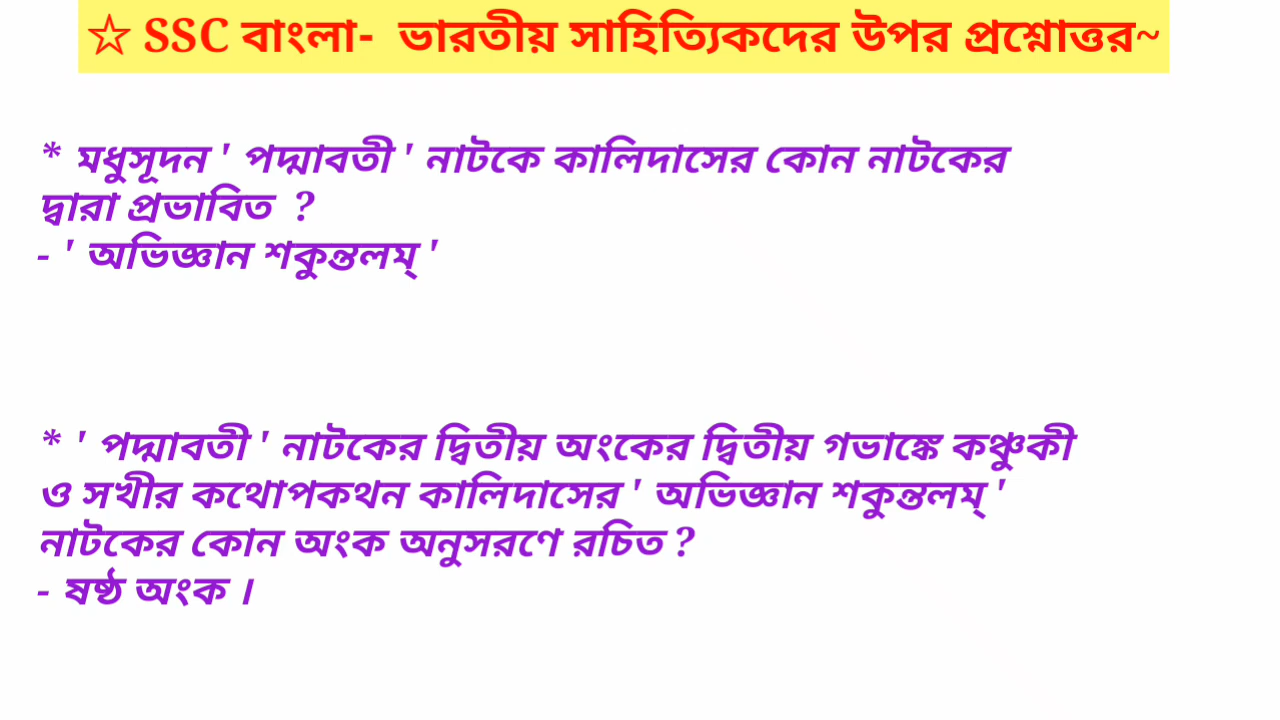 ☆ SSC বাংলা- ভারতীয় সাহিত্যিকদের উপর প্রশ্নোত্তর~
* মধুসূদন ' পদ্মাবতী ' নাটকে কালিদাসের কোন নাটকের
দ্বারা প্রভাবিত ?
- ' অভিজ্ঞান শকুন্তলম্ '
* ' পদ্মাবতী ' নাটকের দ্বিতীয় অংকের দ্বিতীয় গভাঙ্কে কঞ্চুকী
ও সখীর কথোপকথন কালিদাসের ' অভিজ্ঞান শকুন্তলম্ '
নাটকের কোন অংক অনুসরণে রচিত ?
- ষষ্ঠ অংক ।